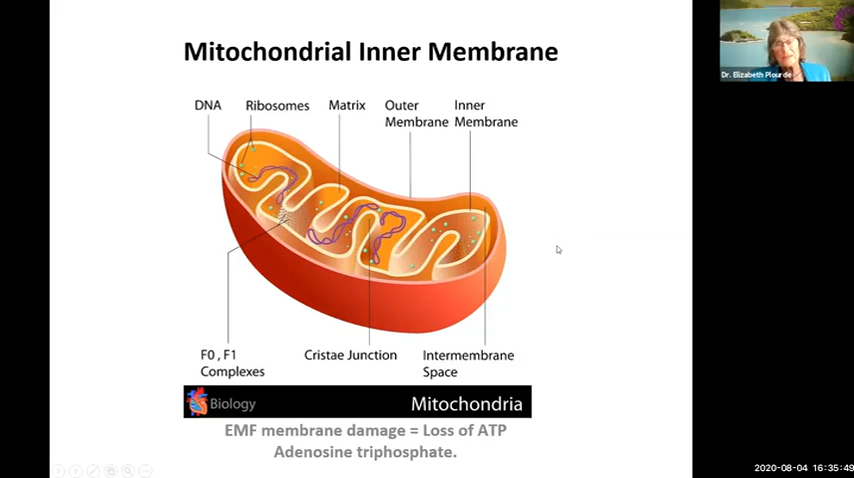 Mitochondrial Inner Membrane
Dr. Elizabeth Plourde
DNA
Ribosomes
Matrix
Outer
Membrane
Inner
Membrane
F0 , F1
Complexes
Cristae Junction
Intermembrane
Space
Biology
Mitochondria
EMF membrane damage = Loss of ATP
Adenosine triphosphate.
2020-08-04 16:35:49